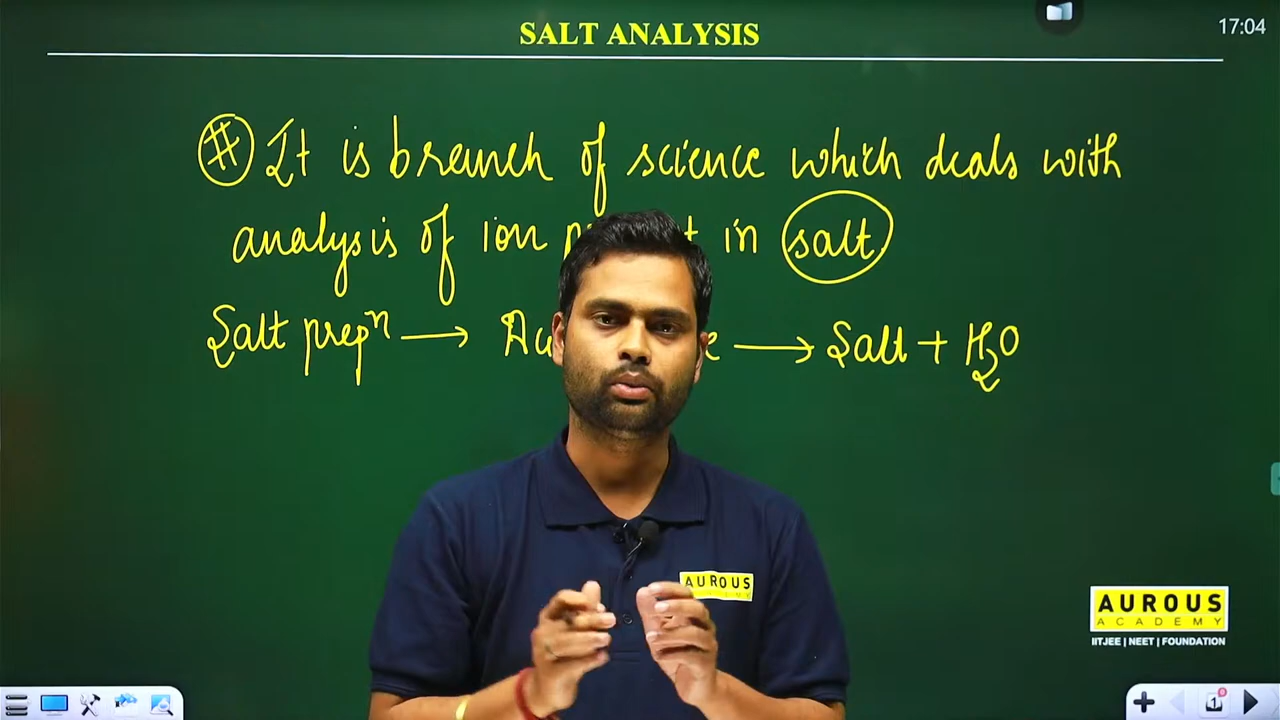 SALT ANALYSIS
17:04
# It is branch of science which deals with
analysis of ion in salt
Salt prepⁿ → → Salt + H₂O
AUROUS
AUROUS
ACADEMY
IITJEE | NEET | FOUNDATION
1